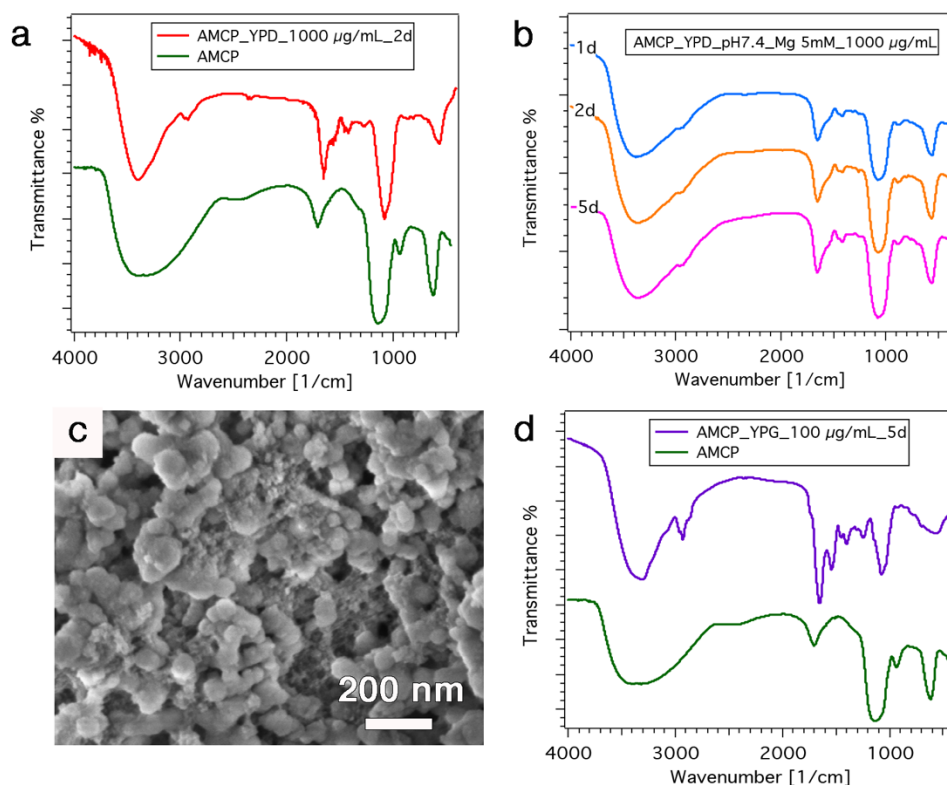 a
AMCP_YPD_1000 µg/mL_2d
AMCP
Transmittance %
4000 3000 2000 1000
Wavenumber [1/cm]
b
AMCP_YPD_pH7.4_Mg 5mM_1000 µg/mL
1d
2d
5d
Transmittance %
4000 3000 2000 1000
Wavenumber [1/cm]
c
200 nm
d
AMCP_YPG_100 µg/mL_5d
AMCP
Transmittance %
4000 3000 2000 1000
Wavenumber [1/cm]